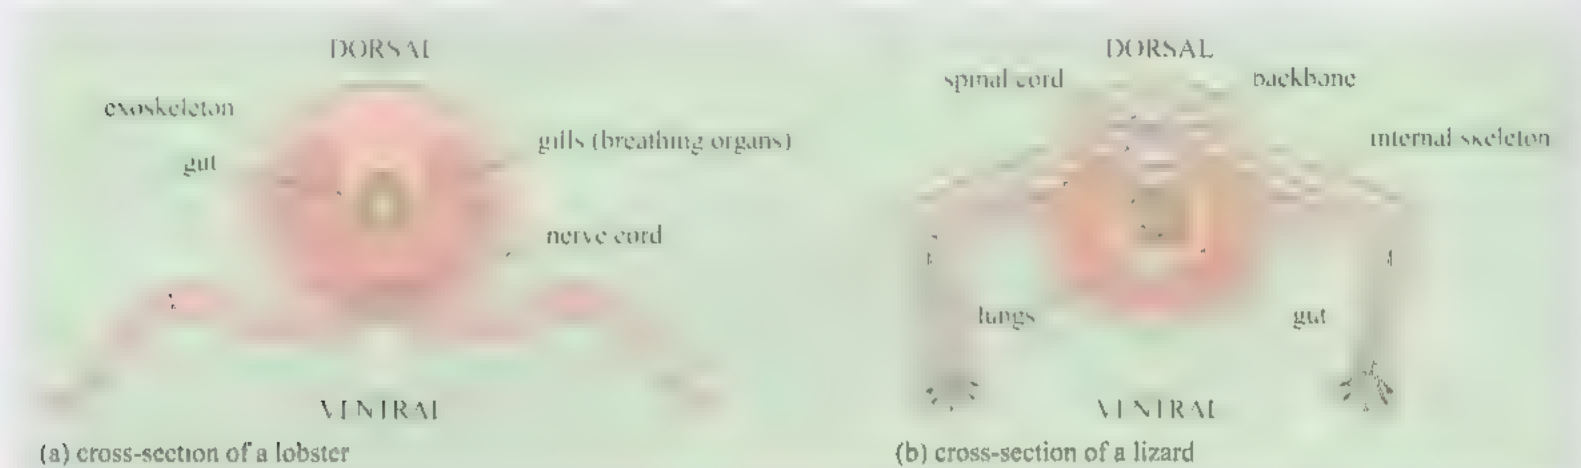 DORSAL
exoskeleton
gut
gills (breathing organs)
nerve cord
VENTRAL
(a) cross-section of a lobster
DORSAL
spinal cord
backbone
internal skeleton
lungs
gut
VENTRAL
(b) cross-section of a lizard